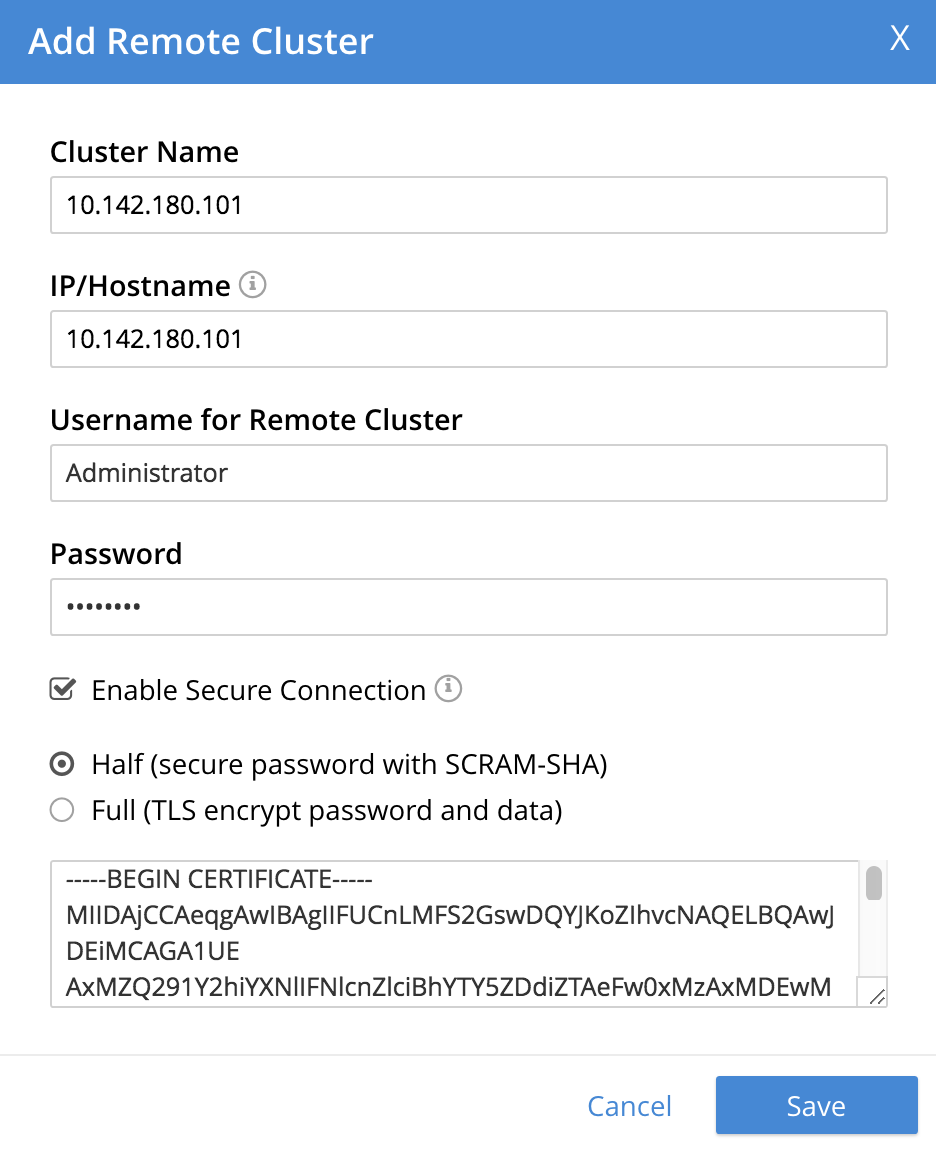 Add Remote Cluster X
Cluster Name
10.142.180.101
IP/Hostname
10.142.180.101
Username for Remote Cluster
Administrator
Password
••••••••
Enable Secure Connection
Half (secure password with SCRAM-SHA)
Full (TLS encrypt password and data)
-----BEGIN CERTIFICATE-----
MIIDAjCCAeqgAwIBAgIIFUCnLMFS2GswDQYJKoZIhvcNAQELBQAwJ
DEiMCAGA1UE
AxMZQ291Y2hiYXNlIFNlcnZlciBhYTY5ZDdiZTAeFw0xMzAxMDEwM
Cancel Save